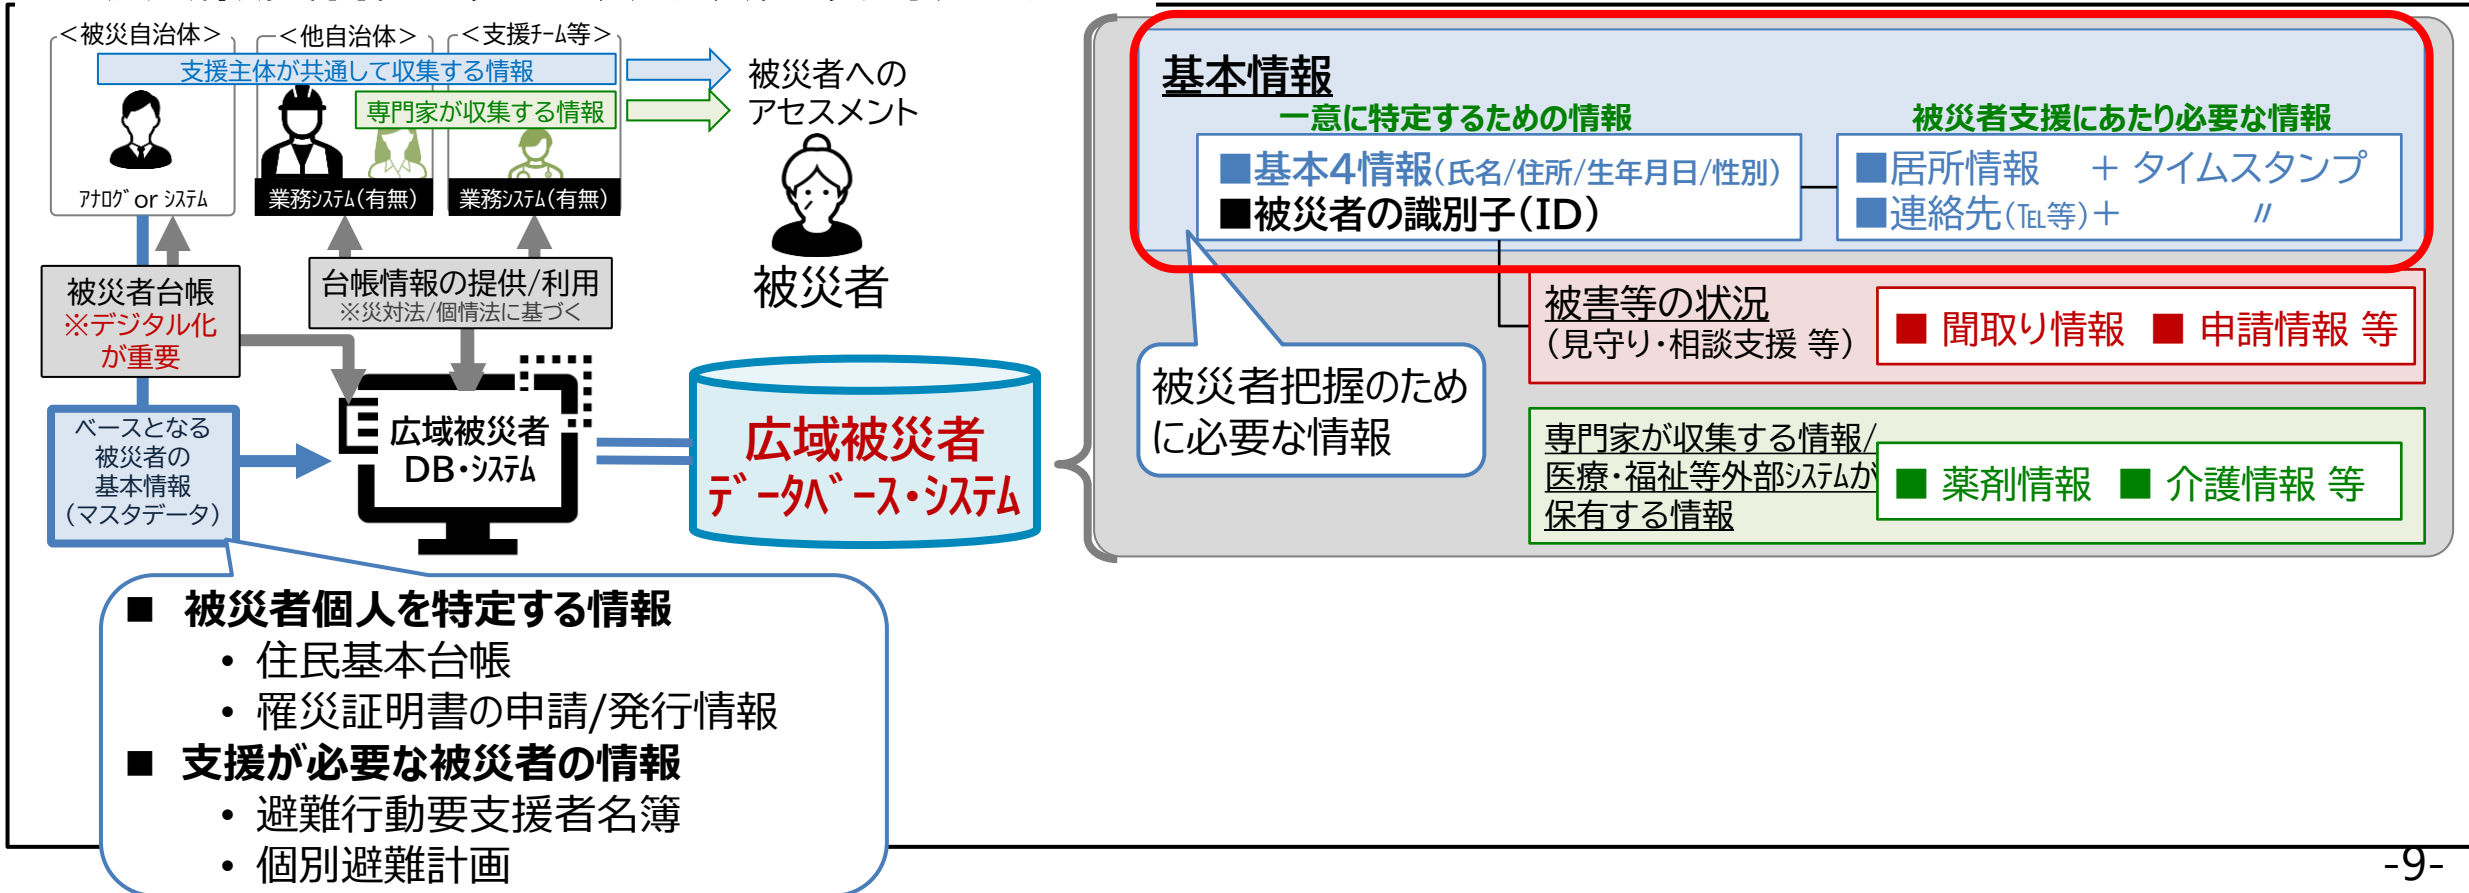 <被災自治体>
<他自治体>
<支援ﾁｰﾑ等>
支援主体が共通して収集する情報
専門家が収集する情報
被災者への
アセスメント
ｱﾅﾛｸﾞ or ｼｽﾃﾑ
業務ｼｽﾃﾑ(有無)
業務ｼｽﾃﾑ(有無)
被災者
被災者台帳
※デジタル化
が重要
台帳情報の提供/利用
※災対法/個情法に基づく
ベースとなる
被災者の
基本情報
(マスタデータ)
広域被災者
DB・ｼｽﾃﾑ
広域被災者
ﾃﾞｰﾀﾍﾞｰｽ・ｼｽﾃﾑ
■ 被災者個人を特定する情報
• 住民基本台帳
• 罹災証明書の申請/発行情報
■ 支援が必要な被災者の情報
• 避難行動要支援者名簿
• 個別避難計画
基本情報
一意に特定するための情報
■基本4情報(氏名/住所/生年月日/性別)
■被災者の識別子(ID)
被災者支援にあたり必要な情報
■居所情報 + タイムスタンプ
■連絡先(℡等)+ 〃
被災者把握のため
に必要な情報
被害等の状況
(見守り・相談支援 等)
■ 聞取り情報 ■ 申請情報 等
専門家が収集する情報/
医療・福祉等外部ｼｽﾃﾑが
保有する情報
■ 薬剤情報 ■ 介護情報 等
-9-